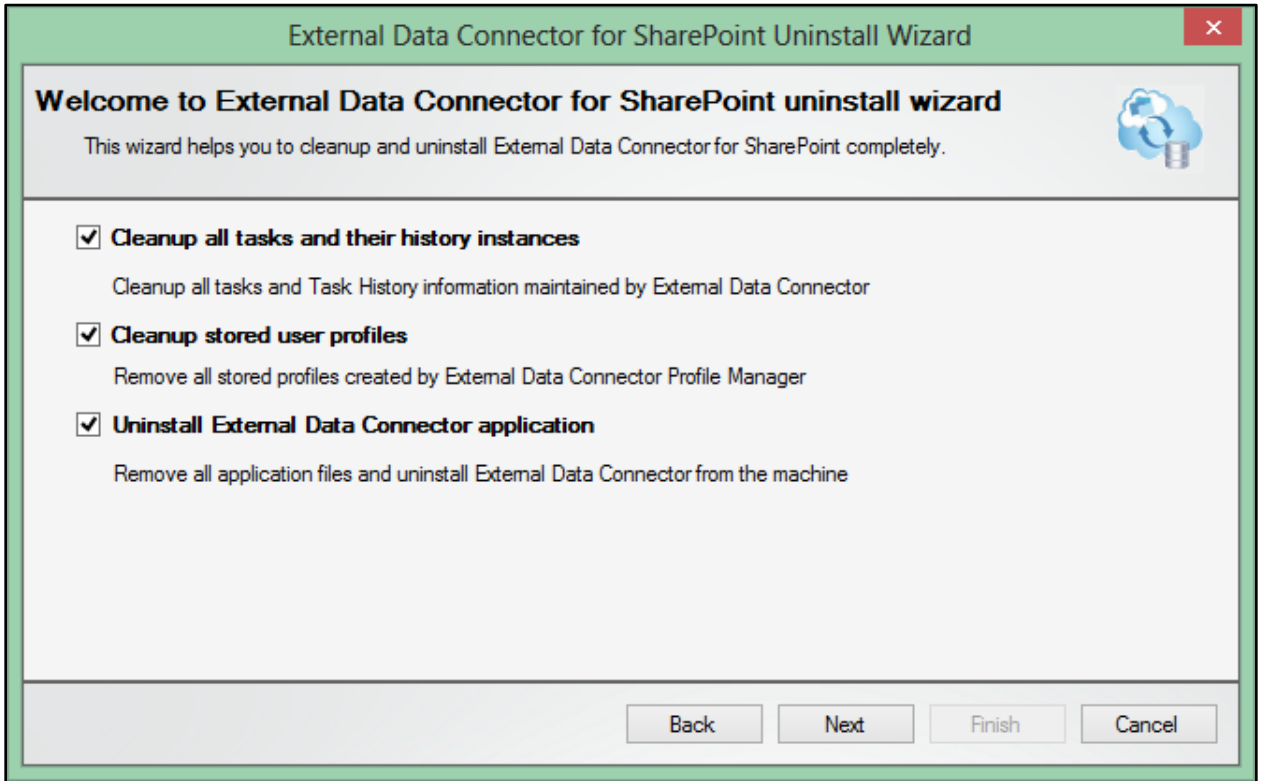 External Data Connector for SharePoint Uninstall Wizard
Welcome to External Data Connector for SharePoint uninstall wizard
This wizard helps you to cleanup and uninstall External Data Connector for SharePoint completely.
Cleanup all tasks and their history instances
Cleanup all tasks and Task History information maintained by External Data Connector
Cleanup stored user profiles
Remove all stored profiles created by External Data Connector Profile Manager
Uninstall External Data Connector application
Remove all application files and uninstall External Data Connector from the machine
Back Next Finish Cancel